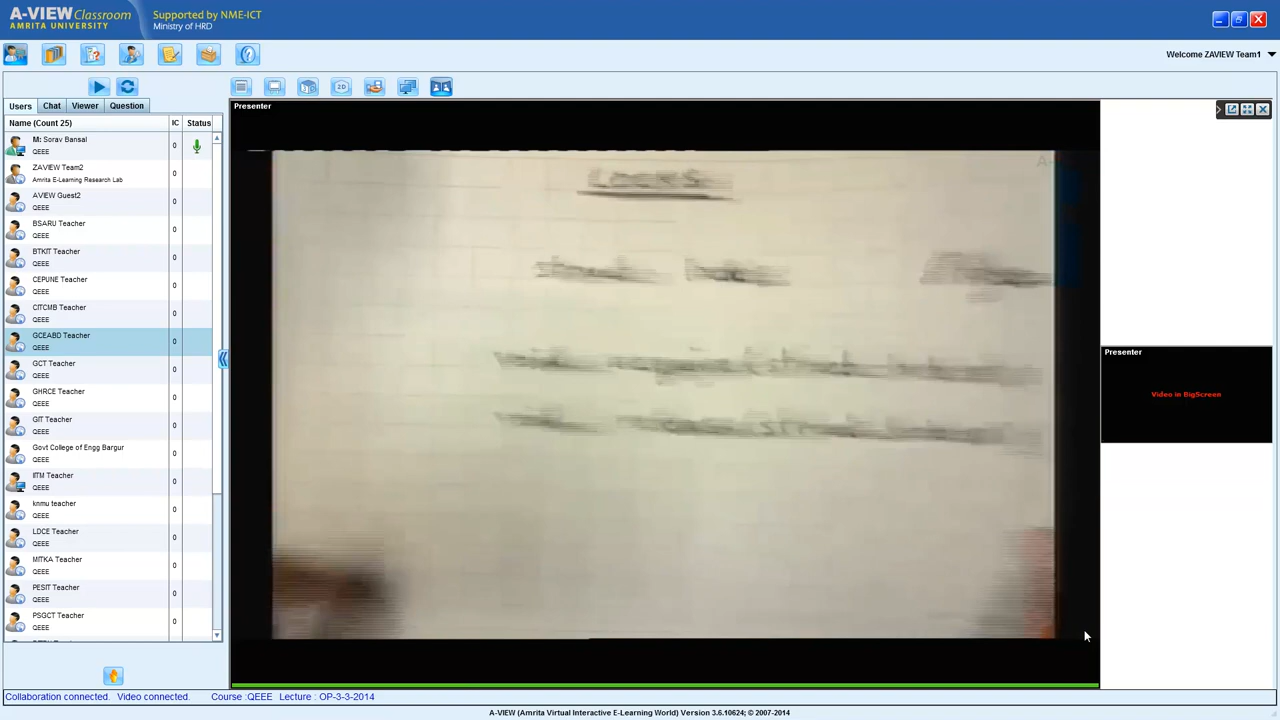 A-VIEW Classroom
AMRITA UNIVERSITY
Supported by NME-ICT
Ministry of HRD
Welcome ZAVIEW Team1
Users Chat Viewer Question
Name (Count 25) IC Status
M: Sorav Bansal
QEEE
0
ZAVIEW Team2
Amrita E-Learning Research Lab
0
AVIEW Guest2
QEEE
0
BSARU Teacher
QEEE
0
BTKIT Teacher
QEEE
0
CEPUNE Teacher
QEEE
0
CITCMB Teacher
QEEE
0
GCEABD Teacher
QEEE
0
GCT Teacher
QEEE
0
GHRCE Teacher
QEEE
0
GIT Teacher
QEEE
0
Govt College of Engg Bargur
QEEE
0
IITM Teacher
QEEE
0
knmu teacher
QEEE
0
LDCE Teacher
QEEE
0
MITKA Teacher
QEEE
0
PESIT Teacher
QEEE
0
PSGCT Teacher
QEEE
0
2D
Presenter
Locks
Presenter
Video in BigScreen
Collaboration connected. Video connected. Course :QEEE Lecture : OP-3-3-2014
A-VIEW (Amrita Virtual Interactive E-Learning World) Version 3.6.10624; © 2007-2014